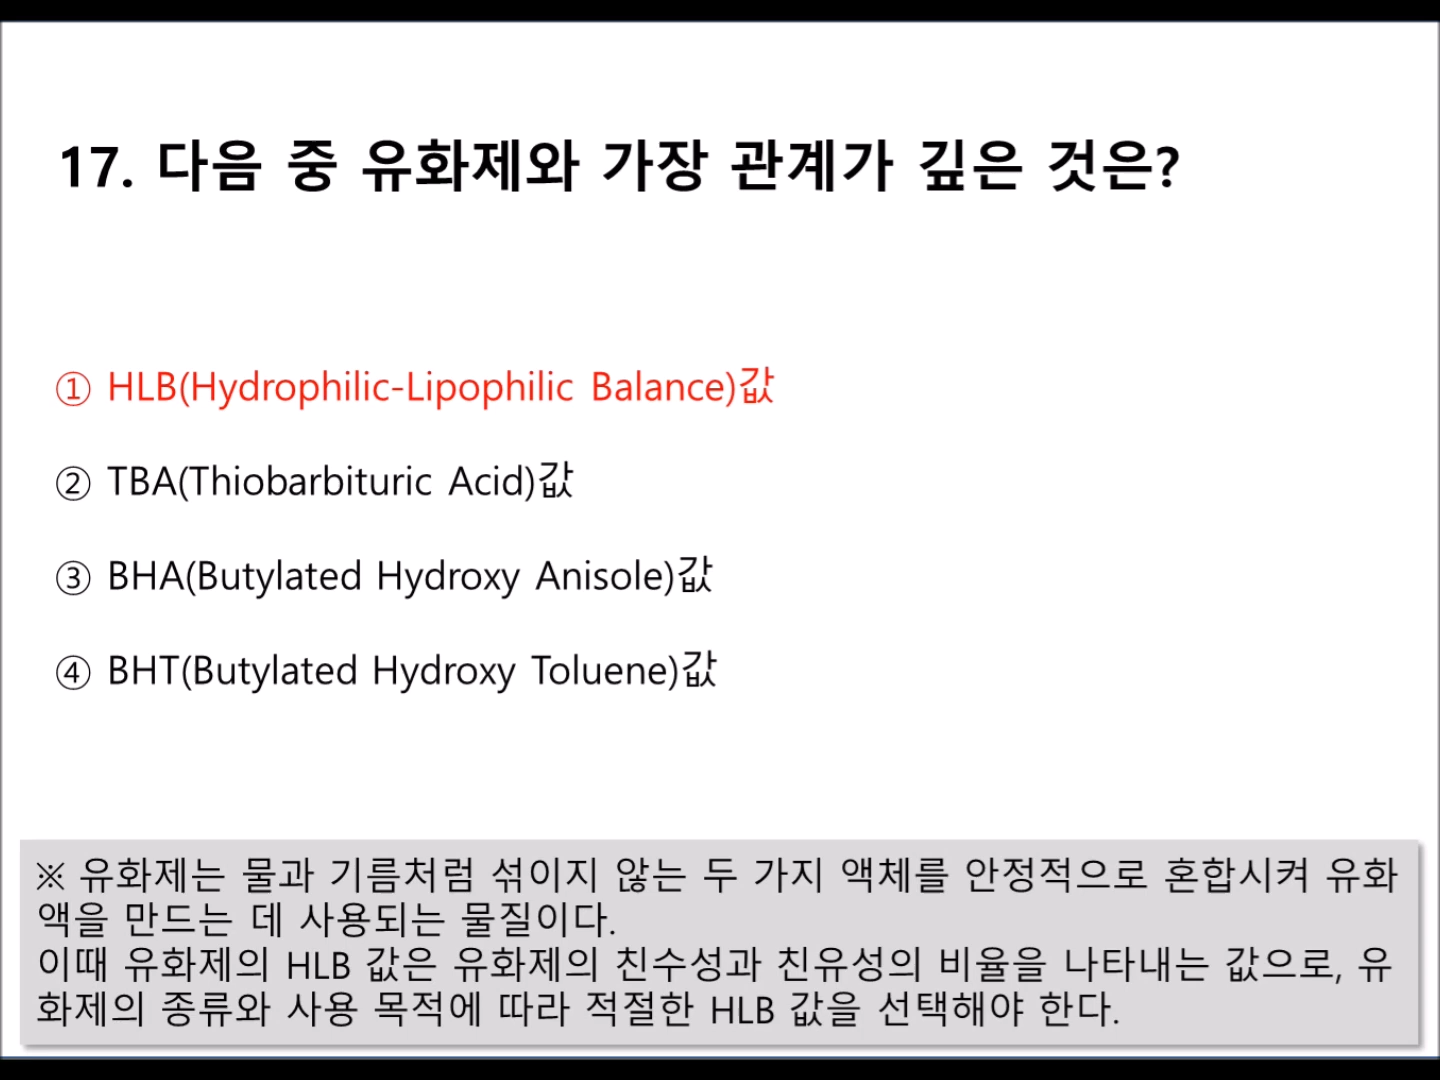 17. 다음 중 유화제와 가장 관계가 깊은 것은?
① HLB(Hydrophilic-Lipophilic Balance)값
② TBA(Thiobarbituric Acid)값
③ BHA(Butylated Hydroxy Anisole)값
④ BHT(Butylated Hydroxy Toluene)값
※ 유화제는 물과 기름처럼 섞이지 않는 두 가지 액체를 안정적으로 혼합시켜 유화
액을 만드는 데 사용되는 물질이다.
이때 유화제의 HLB 값은 유화제의 친수성과 친유성의 비율을 나타내는 값으로, 유
화제의 종류와 사용 목적에 따라 적절한 HLB 값을 선택해야 한다.